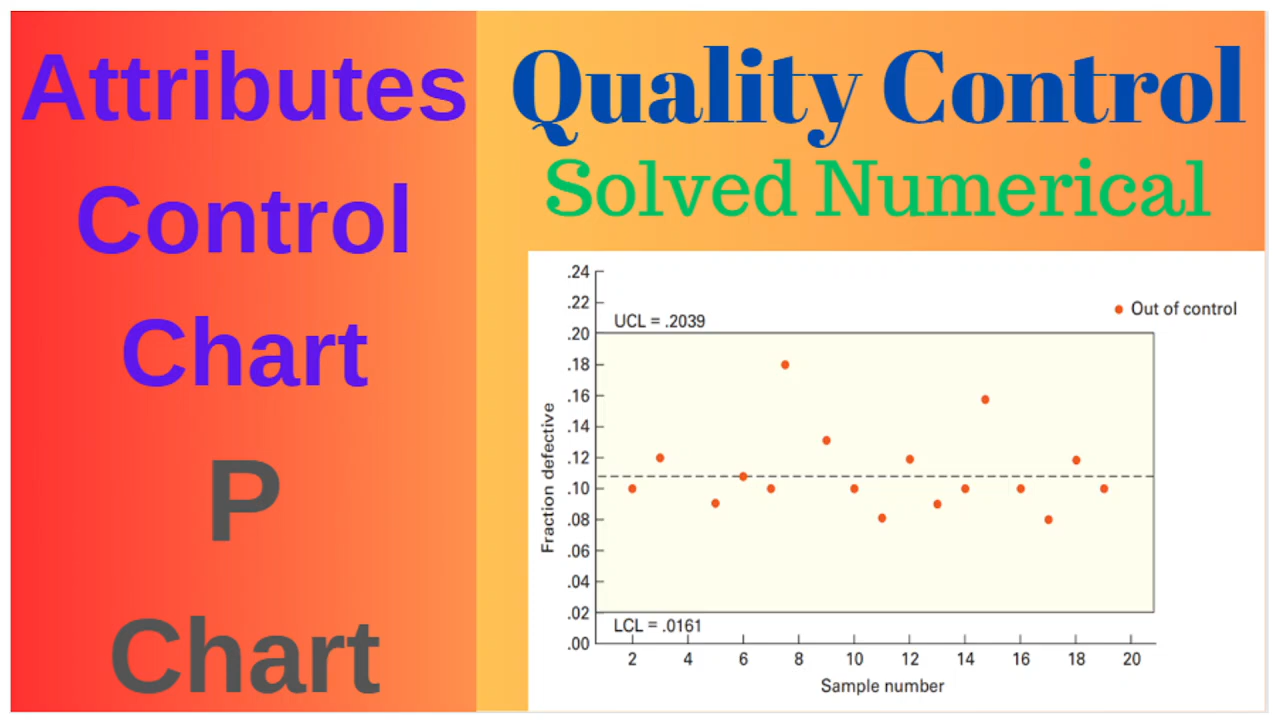 Attributes
Control
Chart
P
Chart
Quality Control
Solved Numerical
.24
.22
UCL = .2039
Out of control
.20
.18
.16
.14
.12
.10
.08
.06
.04
.02
LCL = .0161
.00
Fraction defective
2 4 6 8 10 12 14 16 18 20
Sample number